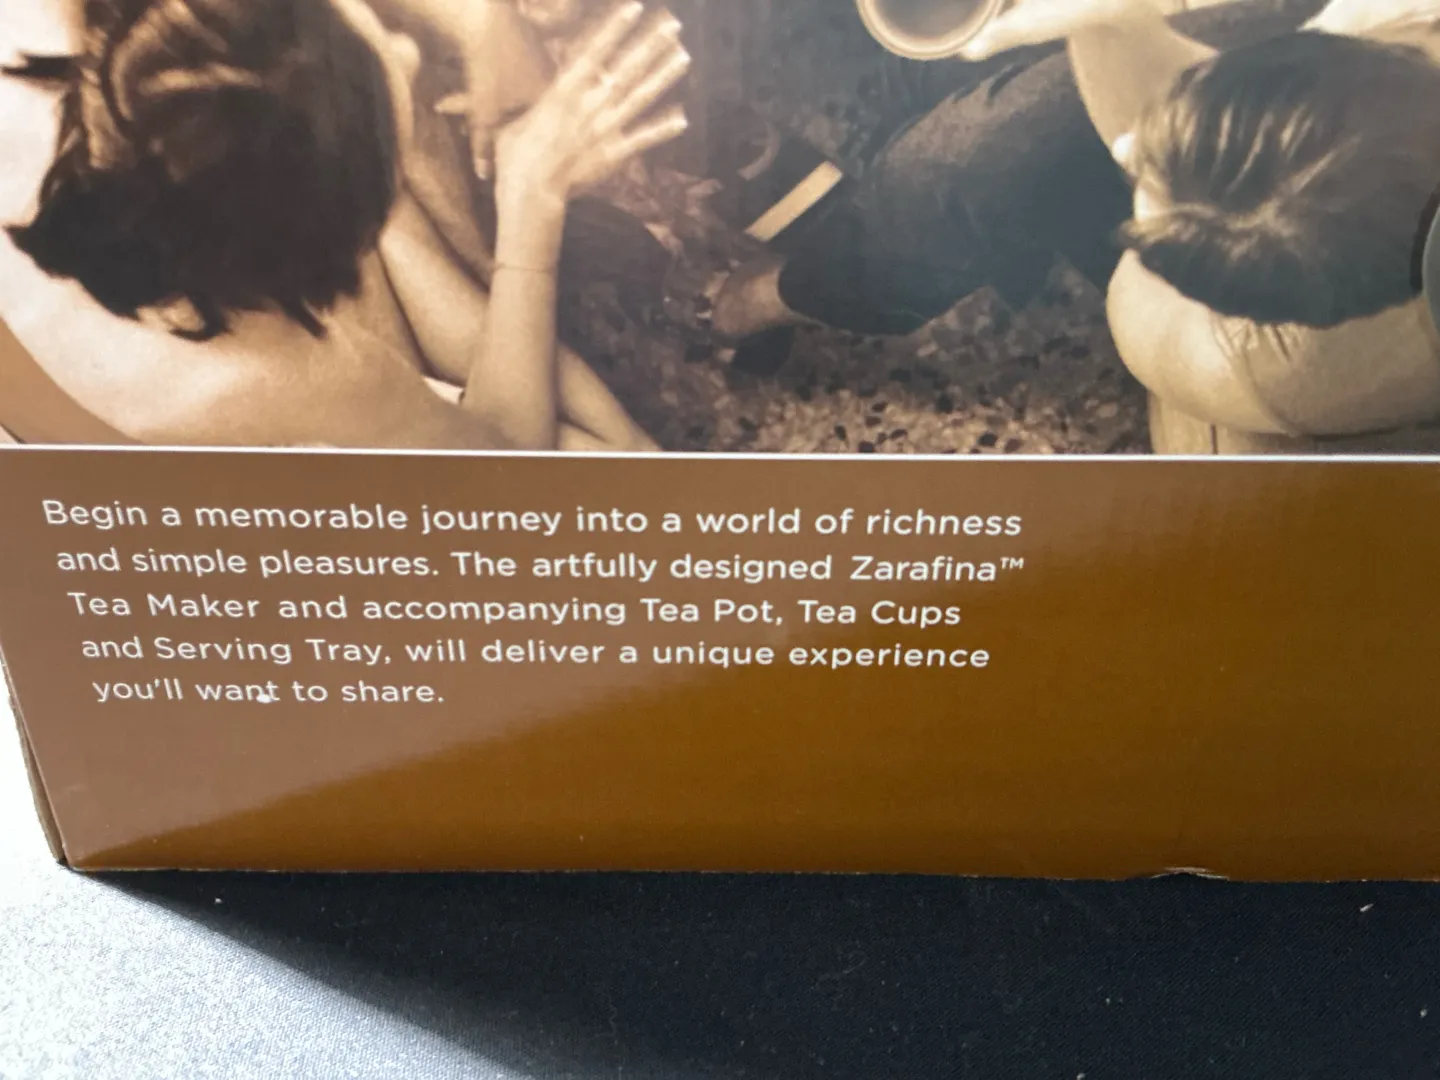 Begin a memorable journey into a world of richness
and simple pleasures. The artfully designed Zarafina™
Tea Maker and accompanying Tea Pot, Tea Cups
and Serving Tray, will deliver a unique experience
you'll want to share.